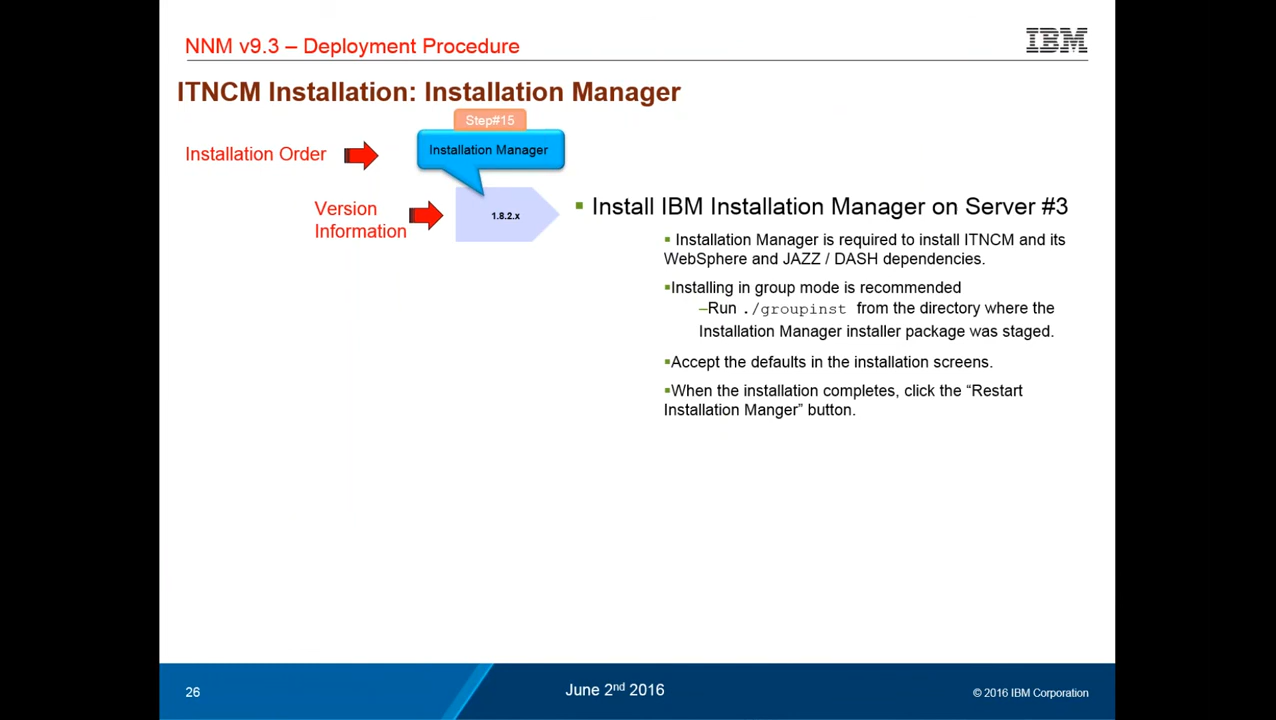 NNM v9.3 – Deployment Procedure
IBM
ITNCM Installation: Installation Manager
Step#15
Installation Order
Installation Manager
Version
Information
1.8.2.x
▪ Install IBM Installation Manager on Server #3
▪ Installation Manager is required to install ITNCM and its
WebSphere and JAZZ / DASH dependencies.
▪Installing in group mode is recommended
–Run ./groupinst from the directory where the
Installation Manager installer package was staged.
▪Accept the defaults in the installation screens.
▪When the installation completes, click the “Restart
Installation Manger” button.
26
June 2nd 2016
© 2016 IBM Corporation